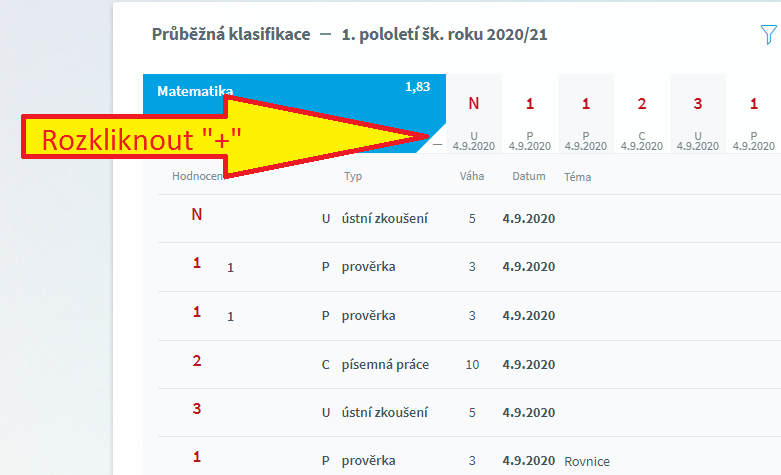 Průběžná klasifikace — 1. pololetí šk. roku 2020/21
Matematika 1,83 N 1 1 2 3 1
U P P C U P
4.9.2020 4.9.2020 4.9.2020 4.9.2020 4.9.2020 4.9.2020
Rozkliknout "+"
Typ Váha Datum Téma
N U ústní zkoušení 5 4.9.2020
1 1 P prověrka 3 4.9.2020
1 1 P prověrka 3 4.9.2020
2 C písemná práce 10 4.9.2020
3 U ústní zkoušení 5 4.9.2020
1 P prověrka 3 4.9.2020 Rovnice